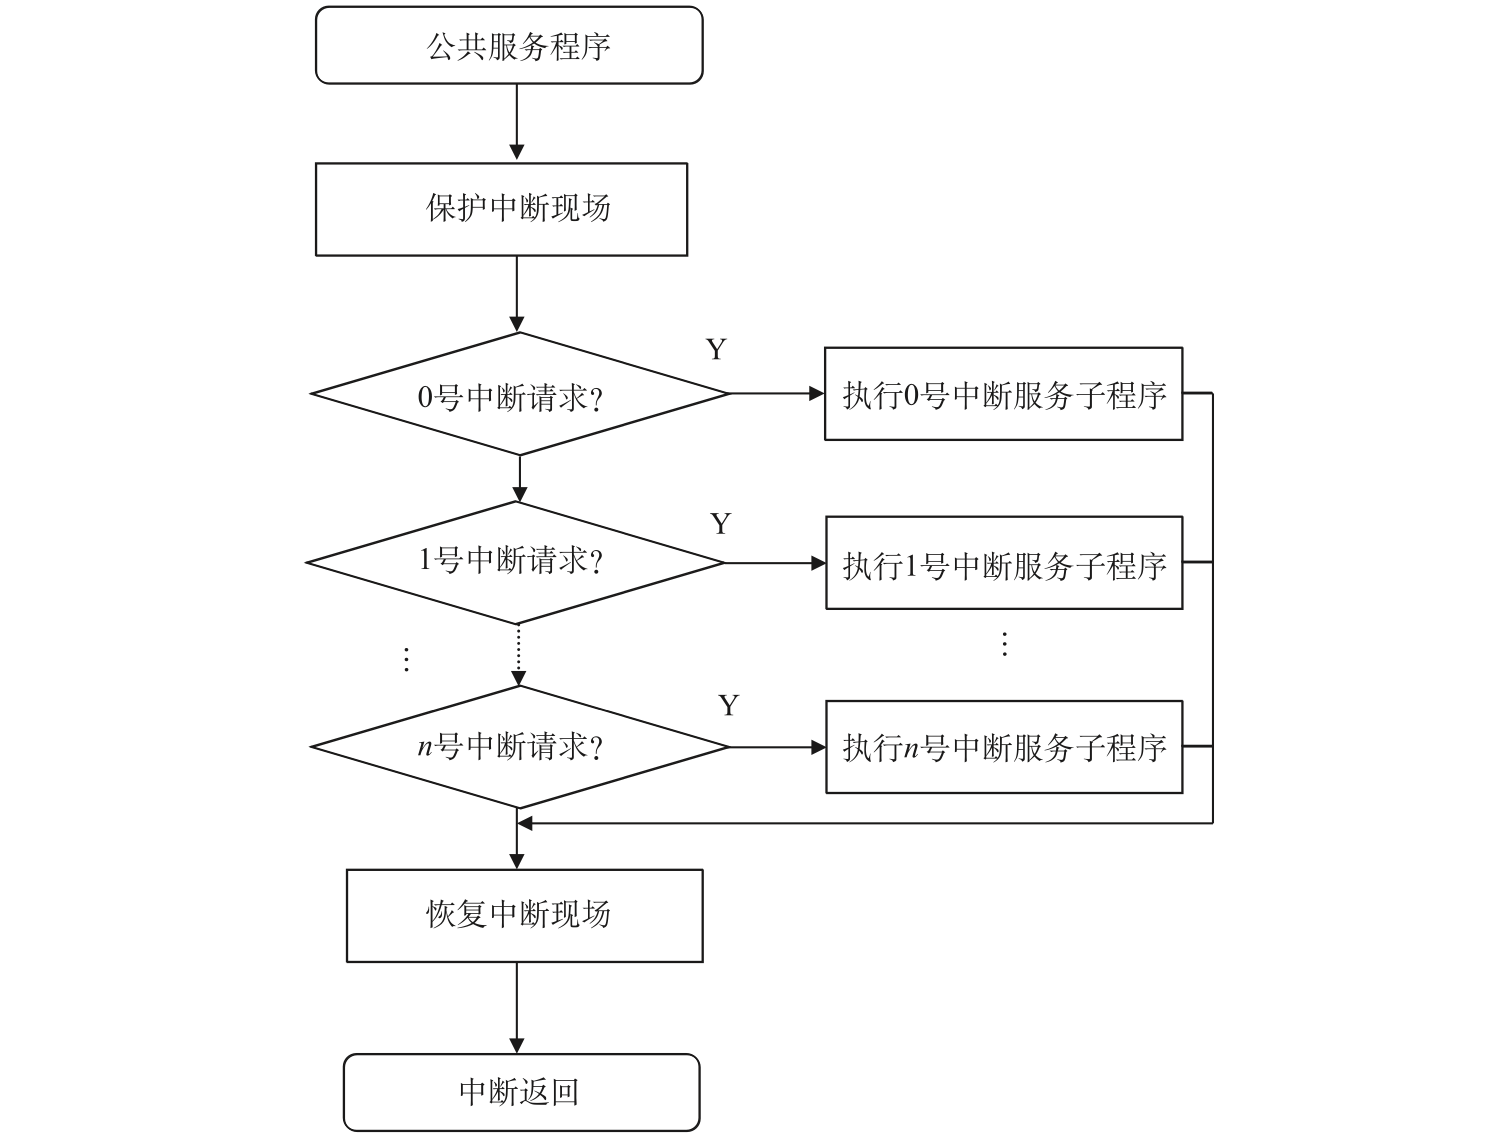 公共服务程序
保护中断现场
0号中断请求?
Y
执行0号中断服务子程序
1号中断请求?
Y
执行1号中断服务子程序
⋮
⋮
n号中断请求?
Y
执行n号中断服务子程序
恢复中断现场
中断返回